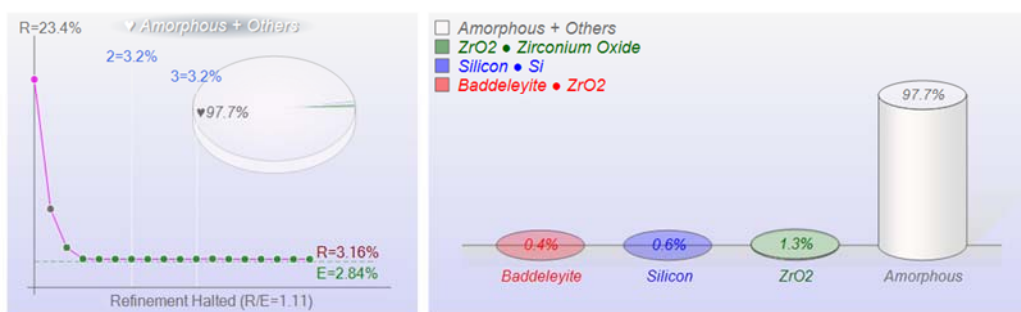 R=23.4%
♥ Amorphous + Others
2=3.2%
3=3.2%
♥97.7%
R=3.16%
E=2.84%
Refinement Halted (R/E=1.11)
Amorphous + Others
ZrO2 ● Zirconium Oxide
Silicon ● Si
Baddeleyite ● ZrO2
97.7%
0.4%
0.6%
1.3%
Baddeleyite
Silicon
ZrO2
Amorphous